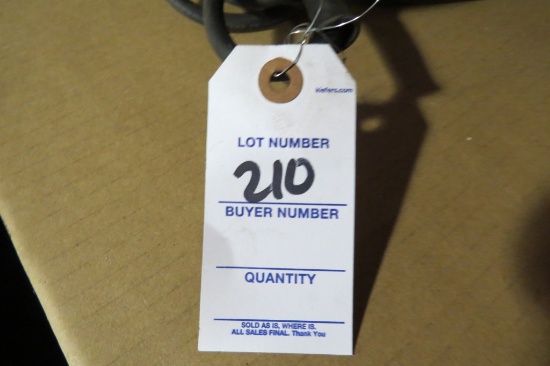 kiefers.com
LOT NUMBER
210
BUYER NUMBER
QUANTITY
SOLD AS IS, WHERE IS.
ALL SALES FINAL. Thank You